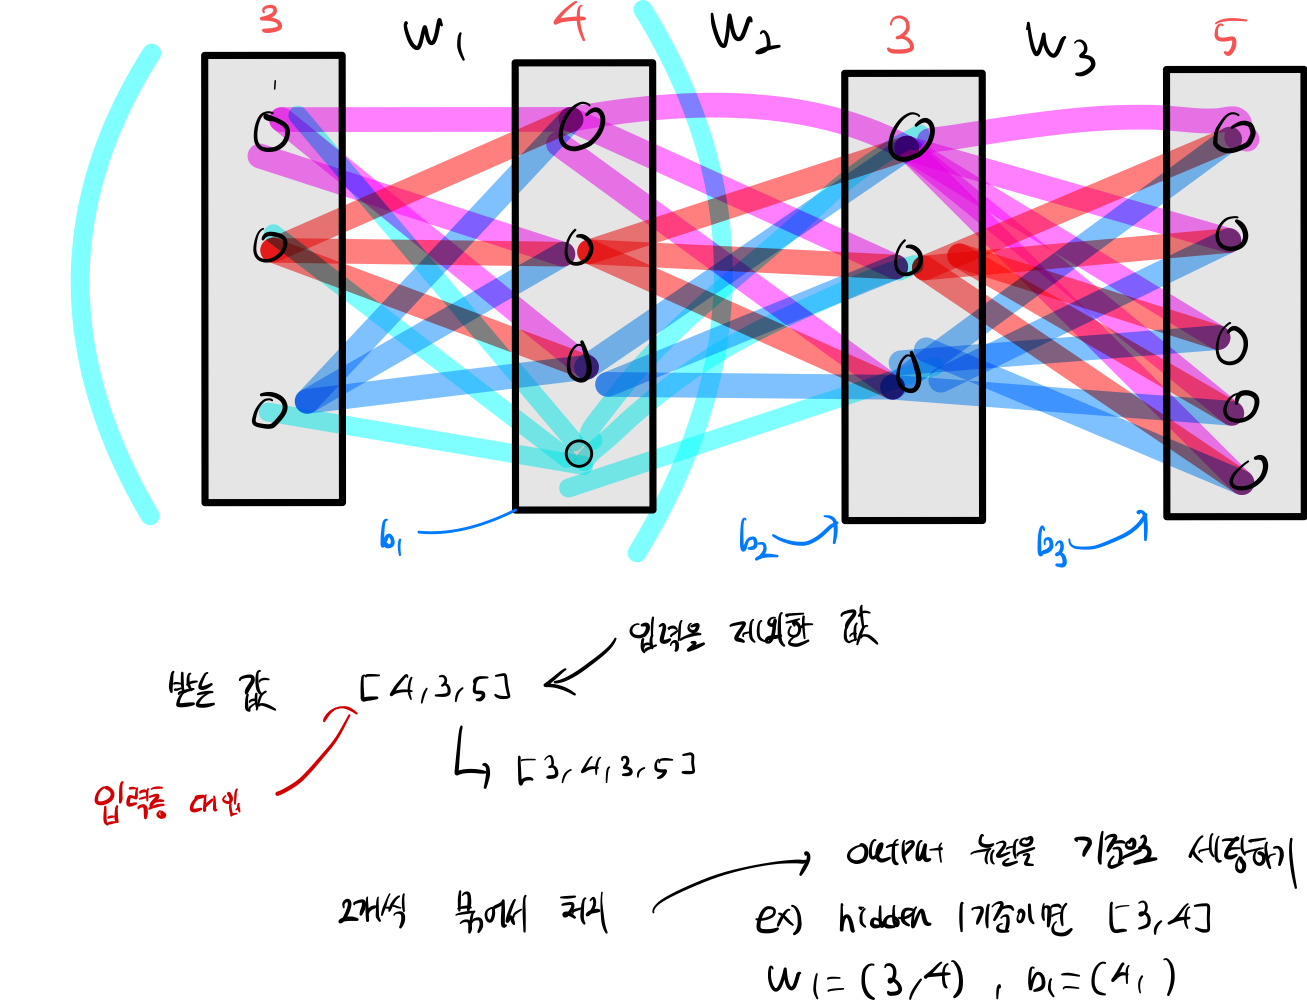 3 W₁ 4 W₂ 3 W₃ 5
b₁ b₂ b₃
입력을 제외한 값
받는 값 [4,3,5]
[3,4,3,5]
입력층 대입
output 뉴런을 기준으로 세팅하기
2개씩 묶어서 처리
ex) hidden 1기준이면 [3,4]
W₁=(3,4), b₁=(4,)